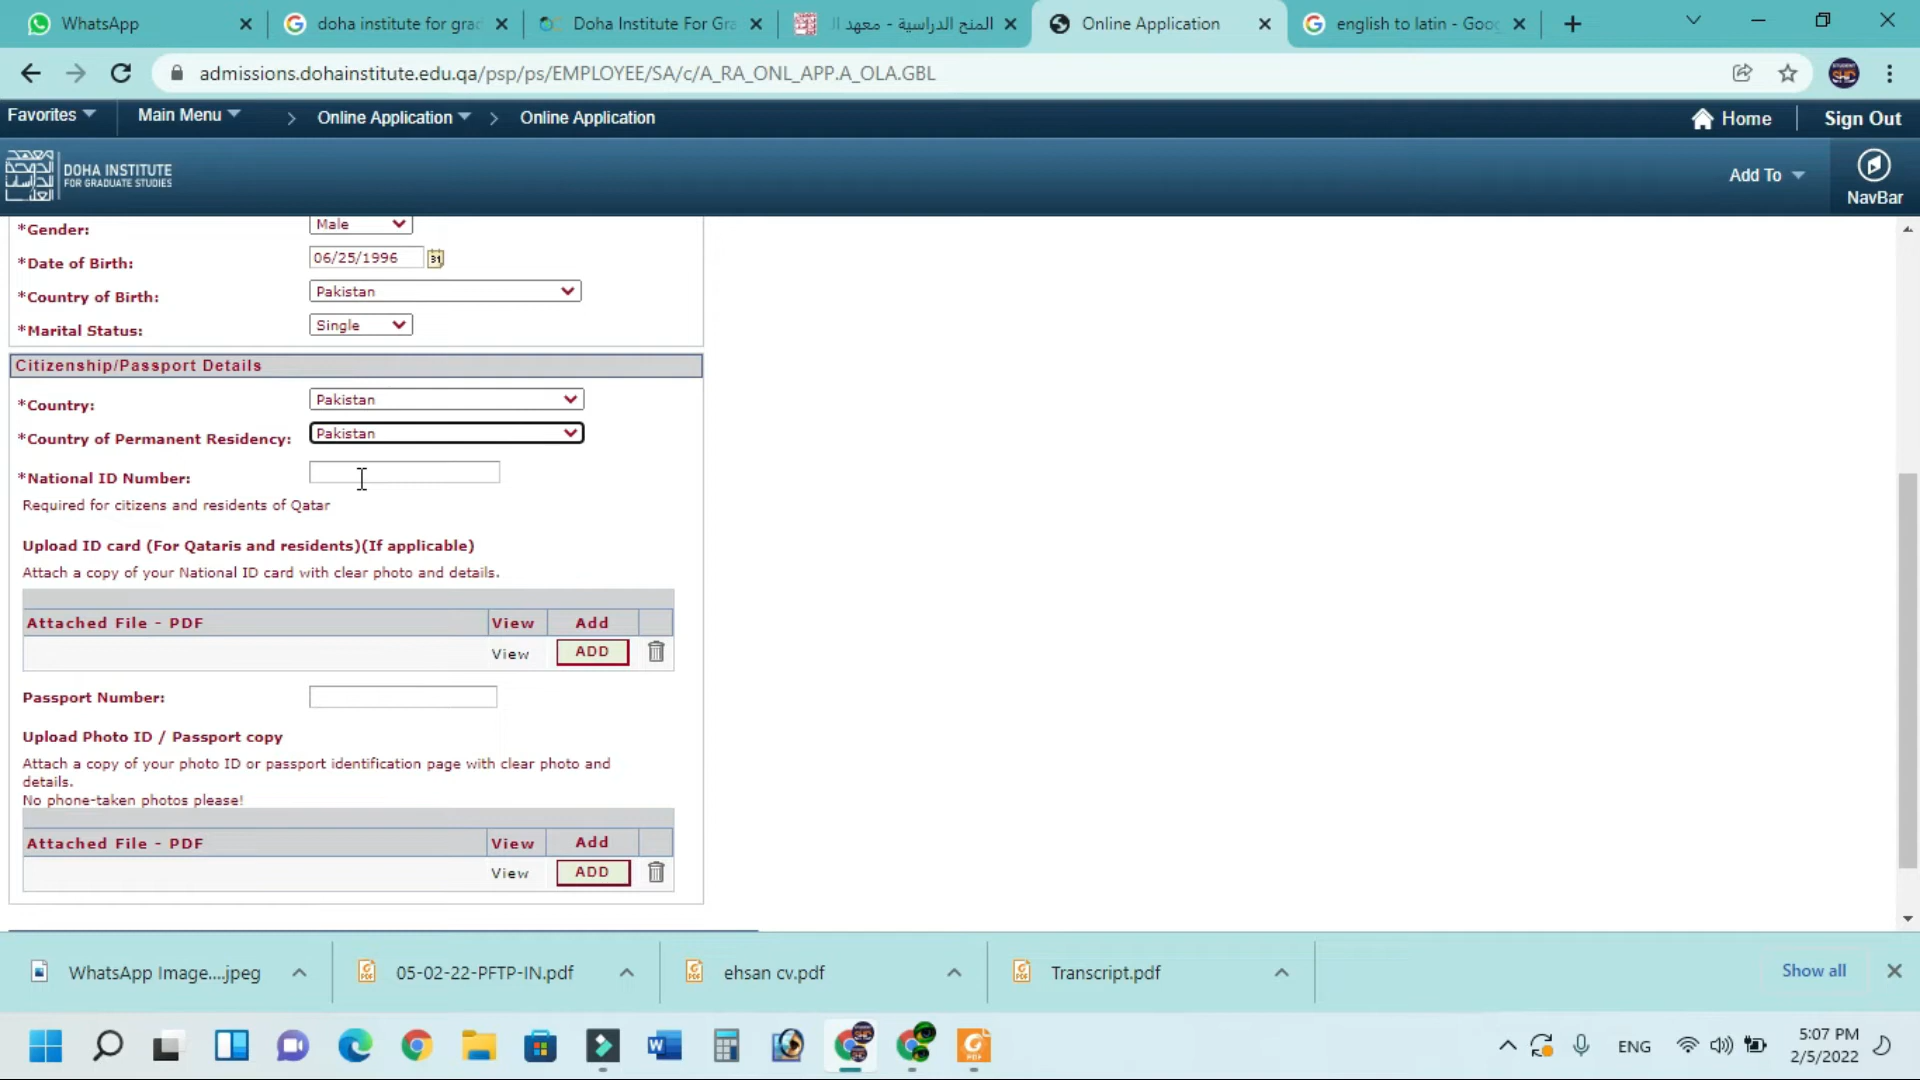 WhatsApp
doha institute for grad
Doha Institute For Gra
المنح الدراسية - معهد ا
Online Application
english to latin - Goog
admissions.dohainstitute.edu.qa/psp/ps/EMPLOYEE/SA/c/A_RA_ONL_APP.A_OLA.GBL
Favorites
Main Menu
Online Application
Online Application
Home
Sign Out
DOHA INSTITUTE
FOR GRADUATE STUDIES
Add To
NavBar
*Gender:
Male
*Date of Birth:
06/25/1996
31
*Country of Birth:
Pakistan
*Marital Status:
Single
Citizenship/Passport Details
*Country:
Pakistan
*Country of Permanent Residency:
Pakistan
*National ID Number:
Required for citizens and residents of Qatar
Upload ID card (For Qataris and residents)(If applicable)
Attach a copy of your National ID card with clear photo and details.
Attached File - PDF View Add
View ADD
Passport Number:
Upload Photo ID / Passport copy
Attach a copy of your photo ID or passport identification page with clear photo and
details.
No phone-taken photos please!
Attached File - PDF View Add
View ADD
WhatsApp Image....jpeg
05-02-22-PFTP-IN.pdf
ehsan cv.pdf
Transcript.pdf
Show all
ENG
5:07 PM
2/5/2022